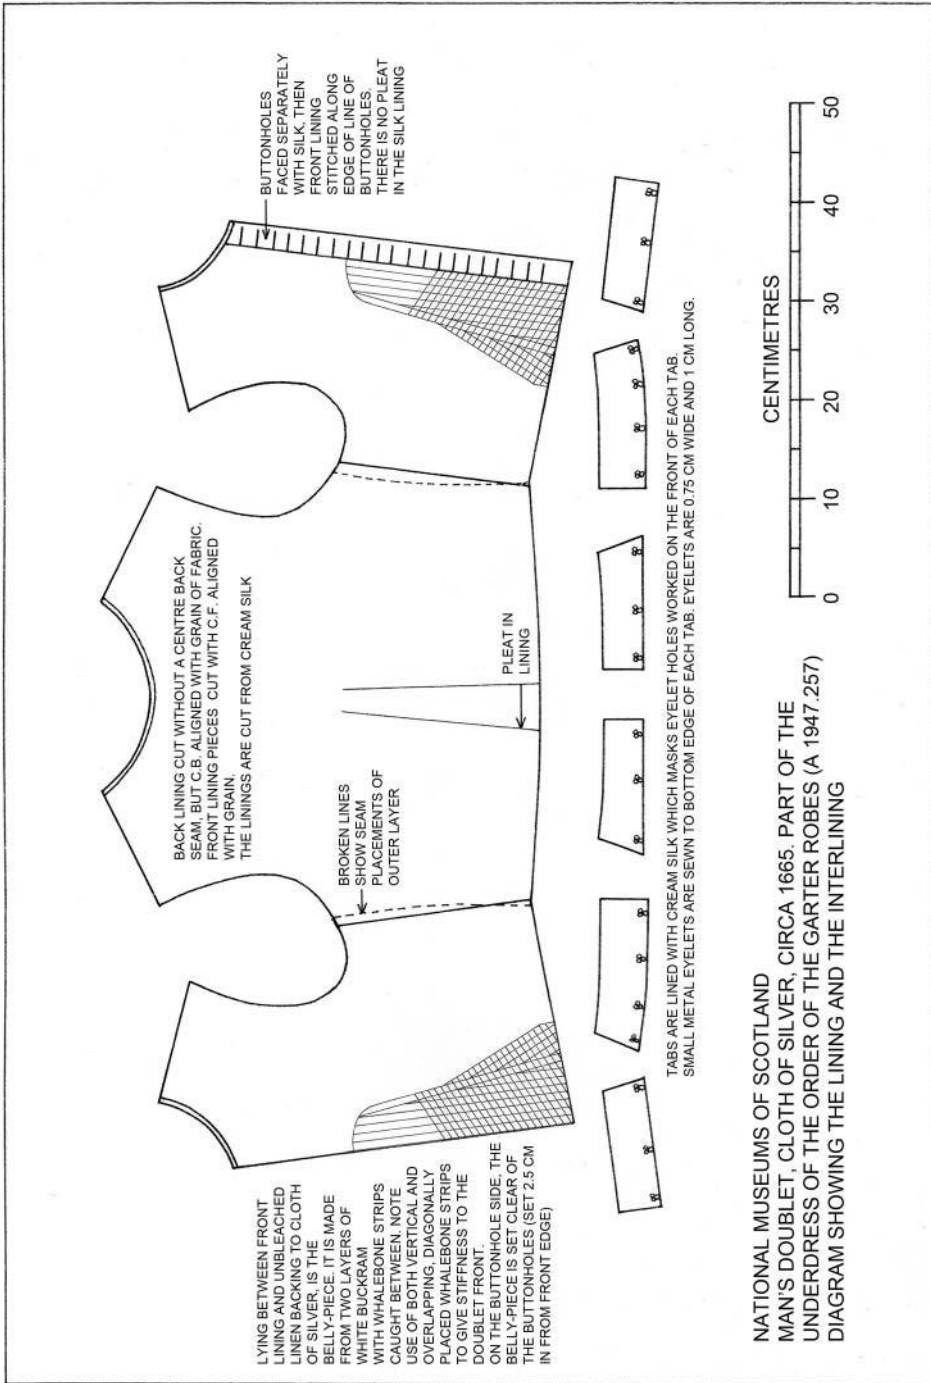 LYING BETWEEN FRONT
LINING AND UNBLEACHED
LINEN BACKING TO CLOTH
OF SILVER, IS THE
BELLY-PIECE. IT IS MADE
FROM TWO LAYERS OF
WHITE BUCKRAM
WITH WHALEBONE STRIPS
CAUGHT BETWEEN. NOTE
USE OF BOTH VERTICAL AND
OVERLAPPING, DIAGONALLY
PLACED WHALEBONE STRIPS
TO GIVE STIFFNESS TO THE
DOUBLET FRONT.
ON THE BUTTONHOLE SIDE, THE
BELLY-PIECE IS SET CLEAR OF
THE BUTTONHOLES (SET 2.5 CM
IN FROM FRONT EDGE)
BACK LINING CUT WITHOUT A CENTRE BACK
SEAM, BUT C.B. ALIGNED WITH GRAIN OF FABRIC.
FRONT LINING PIECES CUT WITH C.F. ALIGNED
WITH GRAIN.
THE LININGS ARE CUT FROM CREAM SILK
BROKEN LINES
SHOW SEAM
PLACEMENTS OF
OUTER LAYER
PLEAT IN
LINING
BUTTONHOLES
FACED SEPARATELY
WITH SILK, THEN
FRONT LINING
STITCHED ALONG
EDGE OF LINE OF
BUTTONHOLES.
THERE IS NO PLEAT
IN THE SILK LINING
TABS ARE LINED WITH CREAM SILK WHICH MASKS EYELET HOLES WORKED ON THE FRONT OF EACH TAB.
SMALL METAL EYELETS ARE SEWN TO BOTTOM EDGE OF EACH TAB. EYELETS ARE 0.75 CM WIDE AND 1 CM LONG.
NATIONAL MUSEUMS OF SCOTLAND
MAN'S DOUBLET, CLOTH OF SILVER, CIRCA 1665. PART OF THE
UNDERDRESS OF THE ORDER OF THE GARTER ROBES (A 1947.257)
DIAGRAM SHOWING THE LINING AND THE INTERLINING
CENTIMETRES
0 10 20 30 40 50